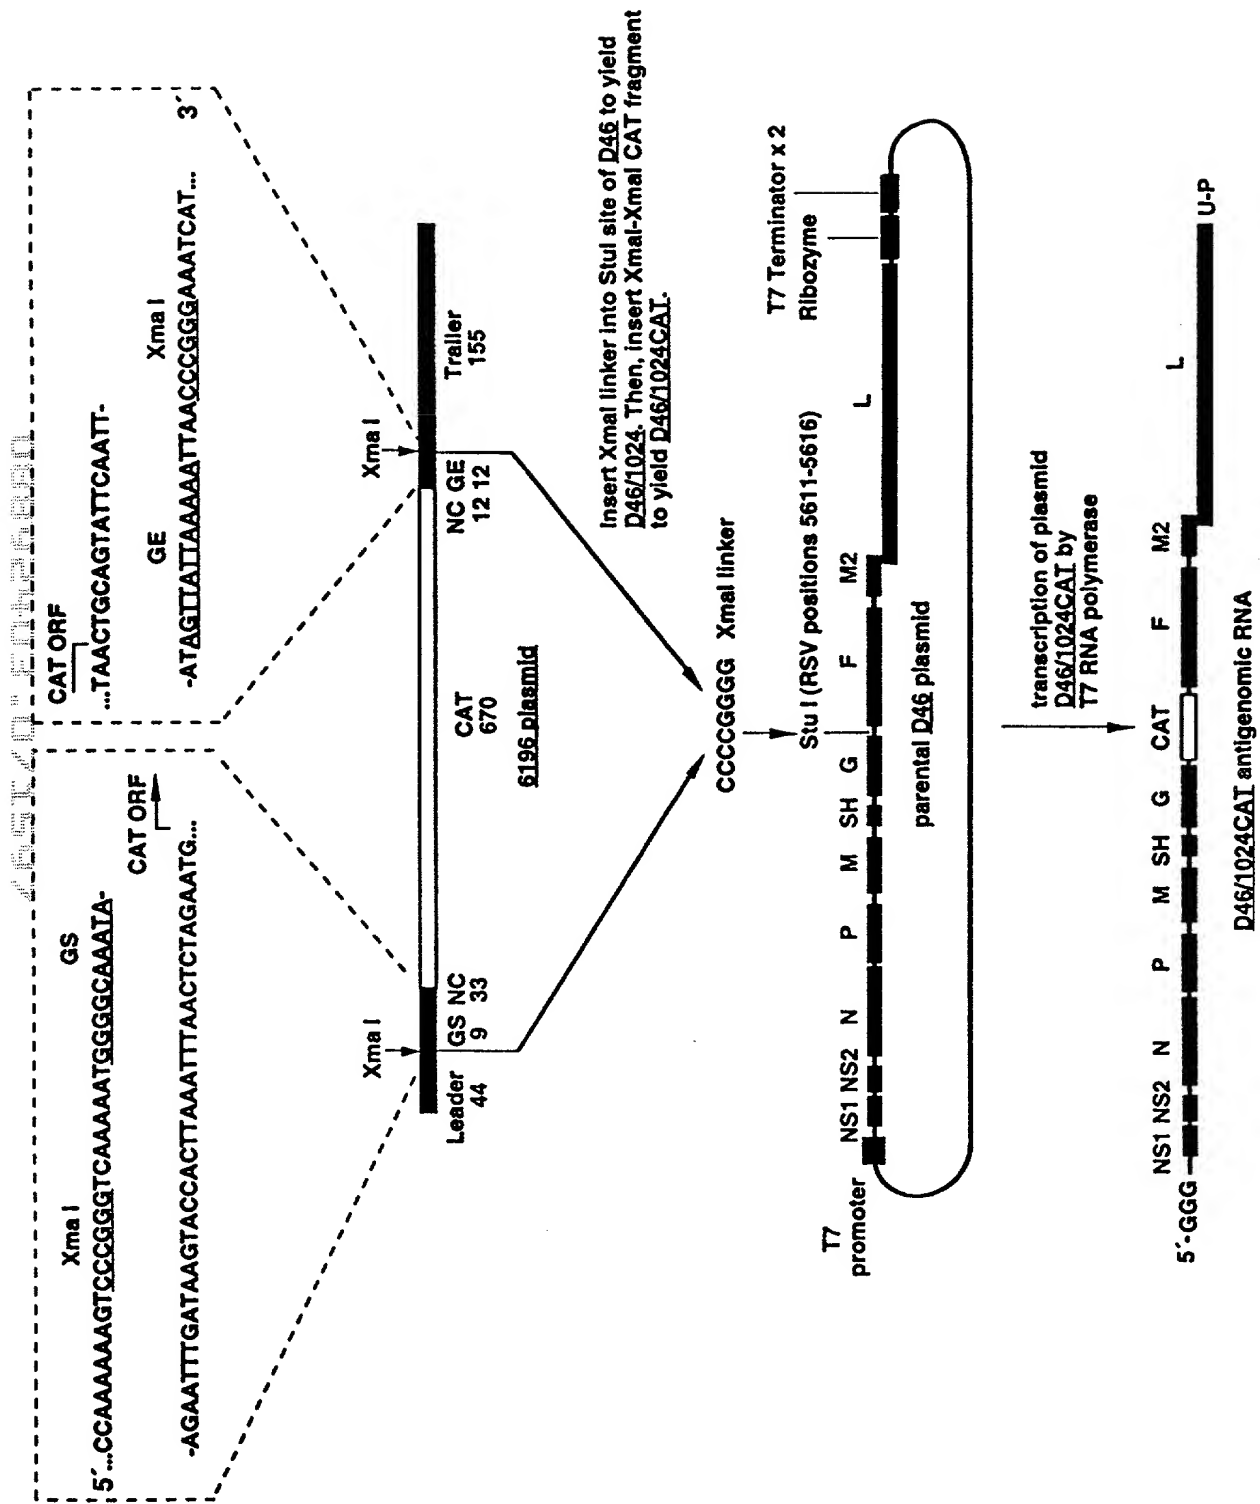 Xma I
GS
5´...CCAAAAAGTCCCGGGTCAAAAATGGGGCAAATA-
CAT ORF
-AGAATTTGATAAGTACCACTTAAATTTAACTCTAGAATG...
CAT ORF
...TAACTGCAGTATTCAATT-
GE
Xma I
-ATAGTTATTAAAAATTAACCCGGGAAATCAT...
3´
Xma I
Xma I
Leader
44
GS NC
9 33
CAT
670
NC GE
12 12
Trailer
155
6196 plasmid
Insert XmaI linker into StuI site of D46 to yield
D46/1024. Then, insert XmaI-XmaI CAT fragment
to yield D46/1024CAT.
CCCCGGGG XmaI linker
Stu I (RSV positions 5611-5616)
T7 Terminator x 2
Ribozyme
T7
promoter
NS1 NS2 N P M SH G F M2 L
parental D46 plasmid
transcription of plasmid
D46/1024CAT by
T7 RNA polymerase
NS1 NS2 N P M SH G CAT F M2 L
5´-GGG
U-P
D46/1024CAT antigenomic RNA